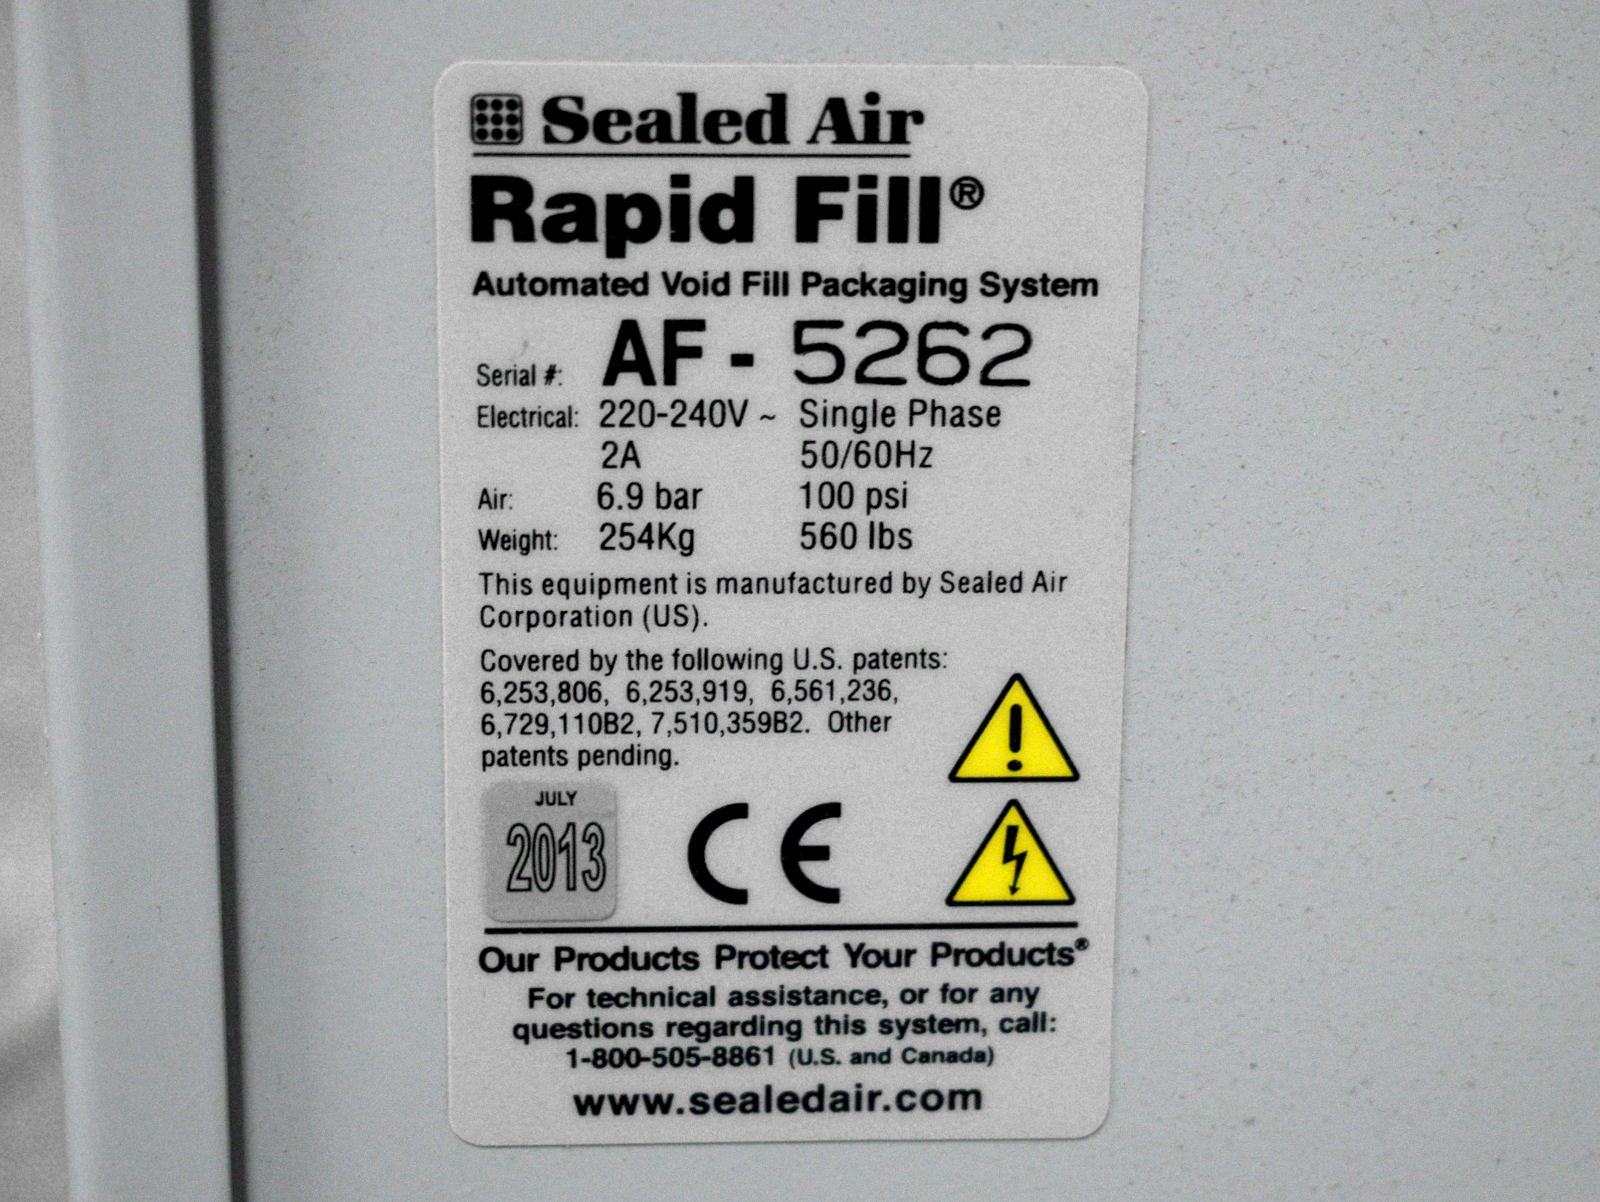 Sealed Air
Rapid Fill®
Automated Void Fill Packaging System
Serial #: AF - 5262
Electrical: 220-240V ~ Single Phase
2A 50/60Hz
Air: 6.9 bar 100 psi
Weight: 254Kg 560 lbs
This equipment is manufactured by Sealed Air
Corporation (US).
Covered by the following U.S. patents:
6,253,806, 6,253,919, 6,561,236,
6,729,110B2, 7,510,359B2. Other
patents pending.
JULY
2013
CE
Our Products Protect Your Products®
For technical assistance, or for any
questions regarding this system, call:
1-800-505-8861 (U.S. and Canada)
www.sealedair.com